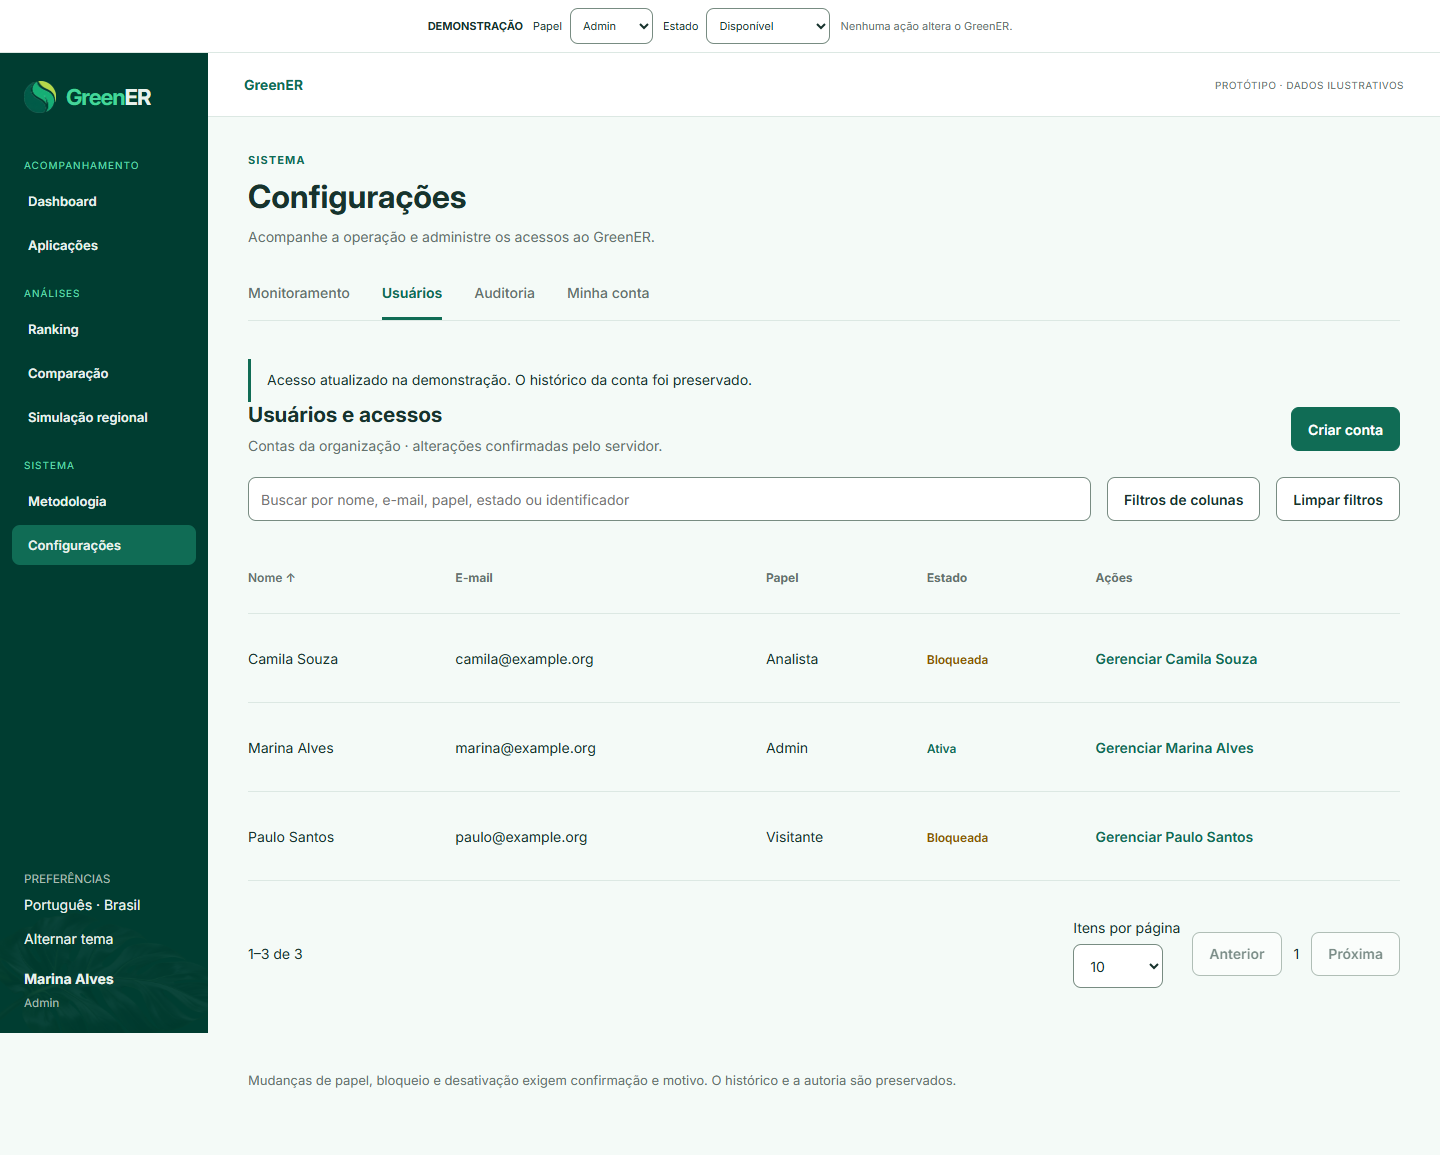 DEMONSTRAÇÃO Papel Admin Estado Disponível Nenhuma ação altera o GreenER.
GreenER
GreenER
PROTÓTIPO · DADOS ILUSTRATIVOS
ACOMPANHAMENTO
Dashboard
Aplicações
ANÁLISES
Ranking
Comparação
Simulação regional
SISTEMA
Metodologia
Configurações
PREFERÊNCIAS
Português · Brasil
Alternar tema
Marina Alves
Admin
SISTEMA
Configurações
Acompanhe a operação e administre os acessos ao GreenER.
Monitoramento Usuários Auditoria Minha conta
Acesso atualizado na demonstração. O histórico da conta foi preservado.
Usuários e acessos
Contas da organização · alterações confirmadas pelo servidor.
Criar conta
Buscar por nome, e-mail, papel, estado ou identificador Filtros de colunas Limpar filtros
Nome ↑ E-mail Papel Estado Ações
Camila Souza camila@example.org Analista Bloqueada Gerenciar Camila Souza
Marina Alves marina@example.org Admin Ativa Gerenciar Marina Alves
Paulo Santos paulo@example.org Visitante Bloqueada Gerenciar Paulo Santos
1–3 de 3
Itens por página
10
Anterior 1 Próxima
Mudanças de papel, bloqueio e desativação exigem confirmação e motivo. O histórico e a autoria são preservados.